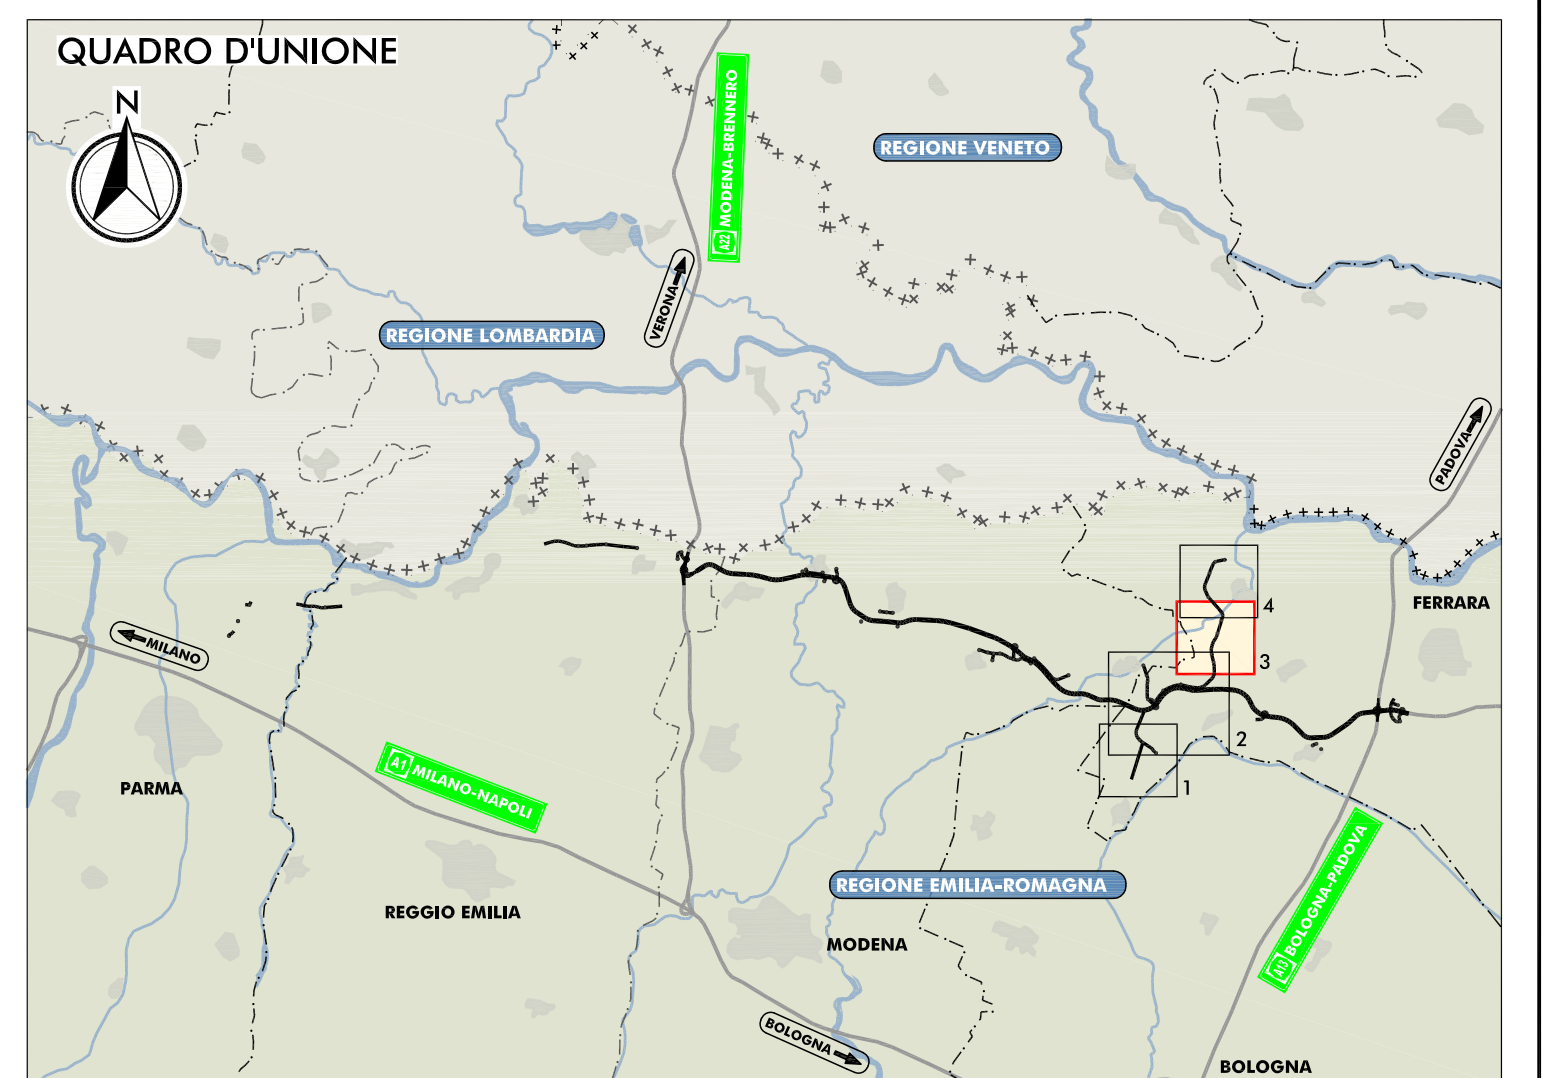 QUADRO D'UNIONE
N
A22 MODENA-BRENNERO
REGIONE VENETO
VERONA
REGIONE LOMBARDIA
PADOVA
FERRARA
4
MILANO
3
2
1
PARMA
A1 MILANO-NAPOLI
A13 BOLOGNA-PADOVA
REGIONE EMILIA-ROMAGNA
REGGIO EMILIA
MODENA
BOLOGNA
BOLOGNA